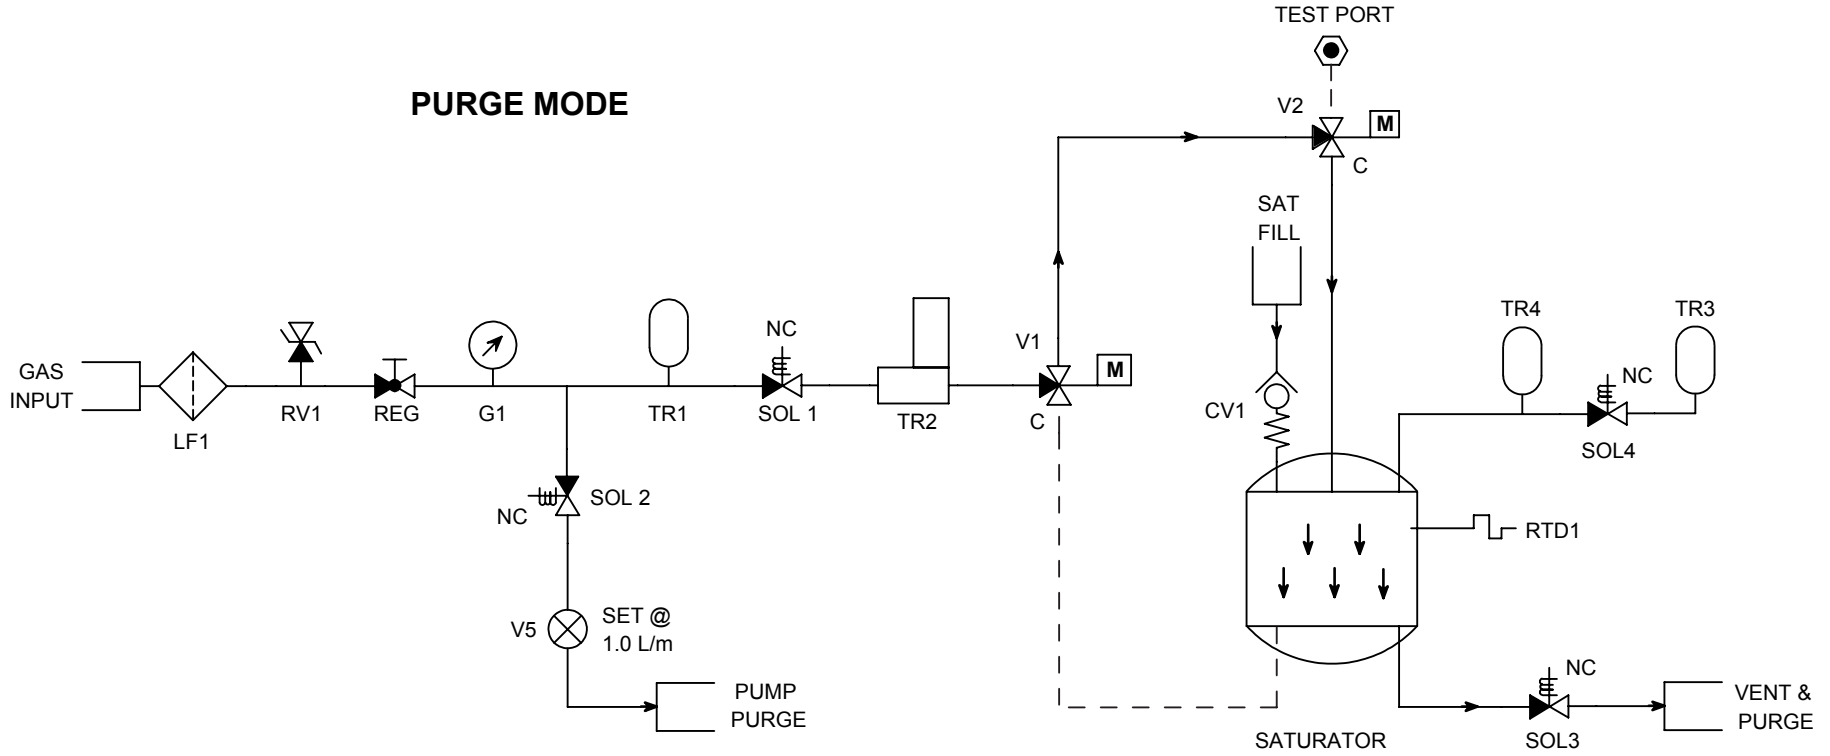 TEST PORT
PURGE MODE
V2
M
C
SAT
FILL
TR4
TR3
NC
V1
NC
M
GAS
INPUT
LF1
RV1
REG
G1
TR1
SOL 1
TR2
C
CV1
SOL4
NC
SOL 2
RTD1
V5
SET @
1.0 L/m
NC
PUMP
PURGE
VENT &
PURGE
SATURATOR
SOL3